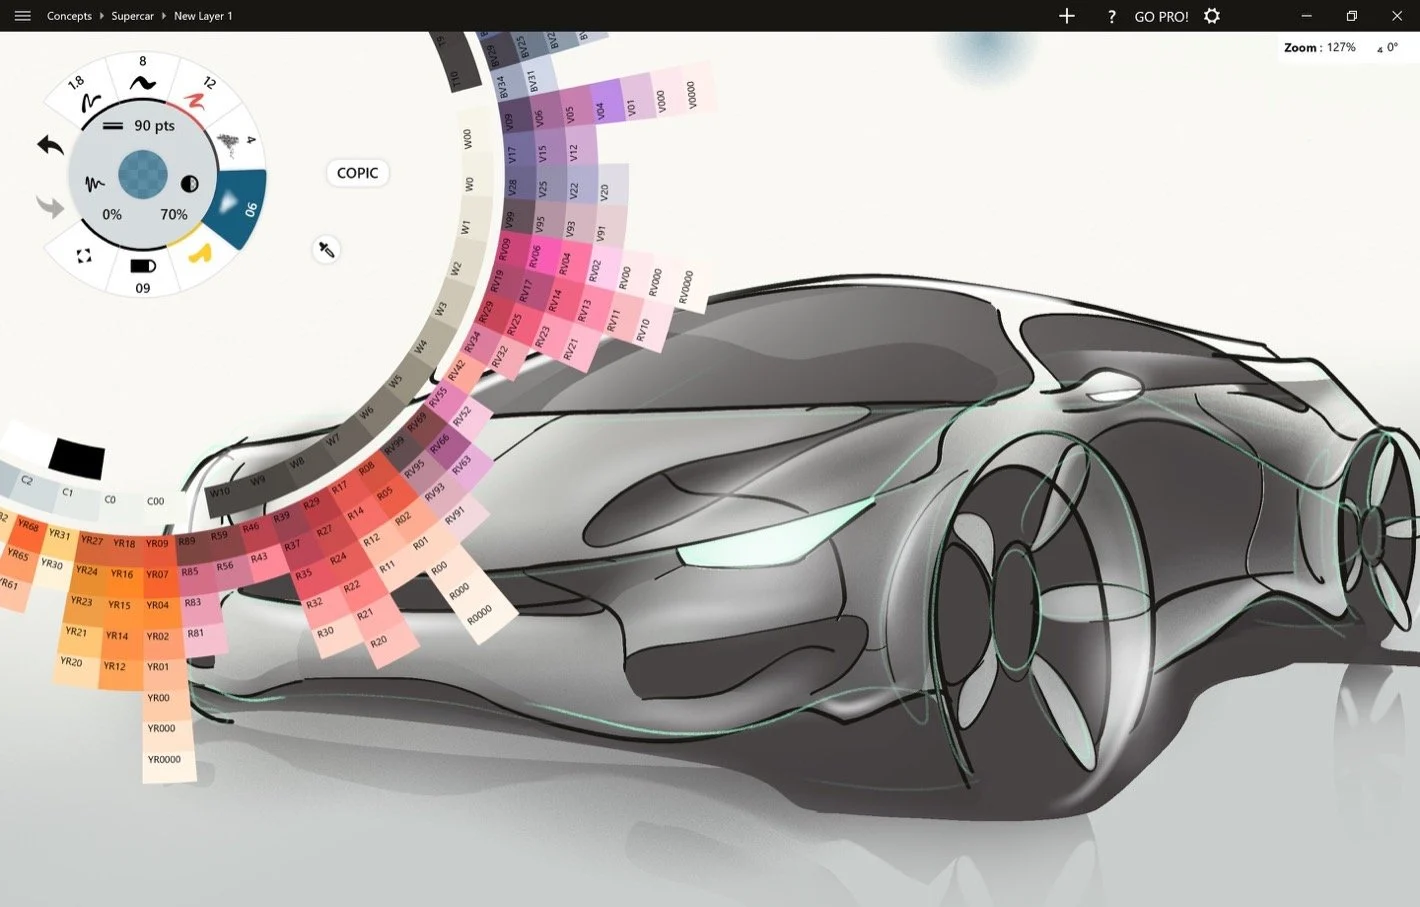 Concepts ▸ Supercar ▸ New Layer 1
? GO PRO!
Zoom : 127% 0°
8
1.8
12
4
90 pts
90
0% 70%
60
COPIC
T9
T10
BV29 BV25
BV34 BV31
V09 V06 V05 V04 V01 V000 V0000
V17 V15 V12
V28 V25 V22 V20
V99 V95 V93 V91
RV09 RV06 RV04 RV02 RV00 RV000 RV0000
RV19 RV17 RV14 RV13 RV11 RV10
RV29 RV25 RV23 RV21
RV34 RV32
RV42
RV55 RV52
RV69 RV66 RV63
RV99 RV95 RV93 RV91
W00
W0
W1
W2
W3
W4
W5
W6
W7
W8
W9
W10
C2 C1 C0 C00
R08 R05 R02 R01 R00 R000 R0000
R17 R14 R12 R11
R29 R27 R24 R22 R21 R20
R39 R37 R35 R32 R30
R46 R43
R59 R56
R89 R85 R83 R81
YR09 YR07 YR04 YR02 YR01 YR00 YR000 YR0000
YR18 YR16 YR15 YR14 YR12
YR27 YR24 YR23 YR21 YR20
YR31 YR30
YR68 YR65 YR61